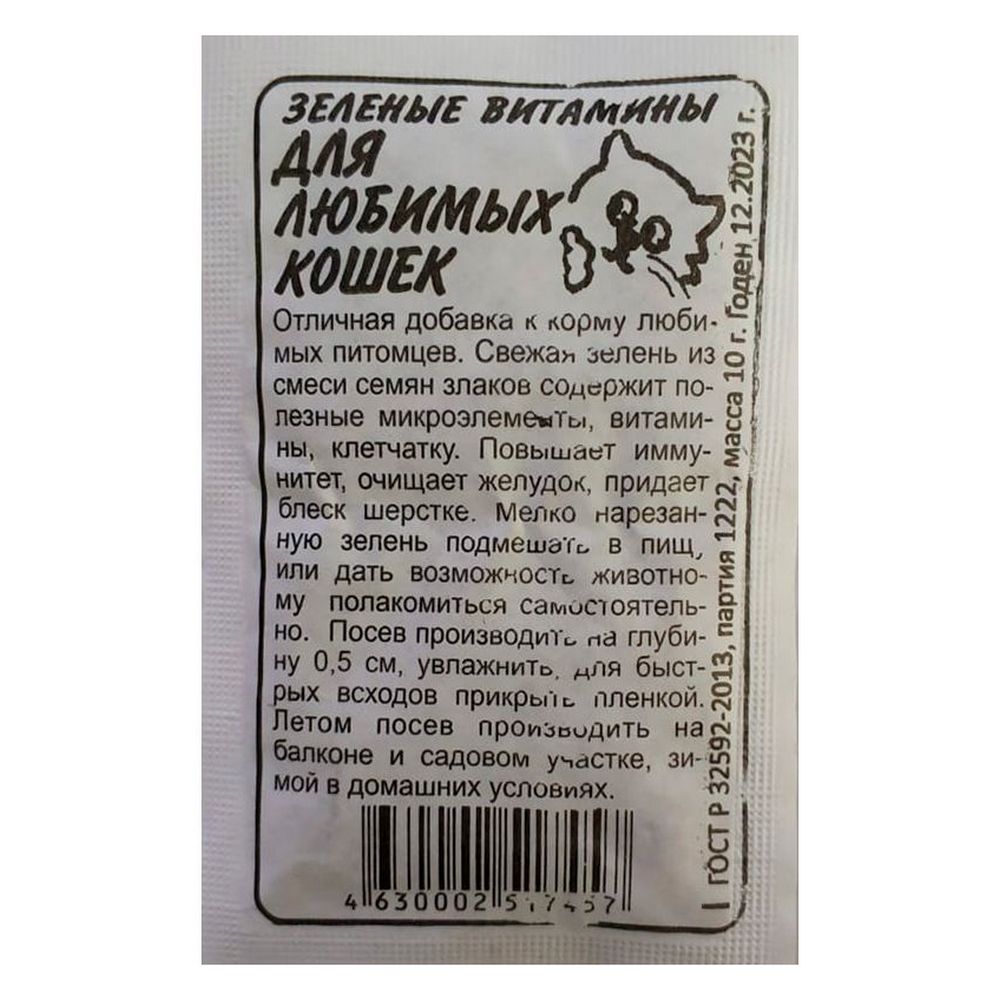 ЗЕЛЕНЫЕ ВИТАМИНЫ
ДЛЯ
ЛЮБИМЫХ
КОШЕК
Отличная добавка к корму люби-
мых питомцев. Свежая зелень из
смеси семян злаков содержит по-
лезные микроэлементы, витами-
ны, клетчатку. Повышает имму-
нитет, очищает желудок, придает
блеск шерстке. Мелко нарезан-
ную зелень подмешать в пищ,
или дать возможность животно-
му полакомиться самостоятель-
но. Посев производить на глуби-
ну 0,5 см, увлажнить, для быст-
рых всходов прикрыть пленкой.
Летом посев производить на
балконе и садовом участке, зи-
мой в домашних условиях.
4 630002 517457
ГОСТ Р 32592-2013, партия 1222, масса 10 г. Годен 12.2023 г.